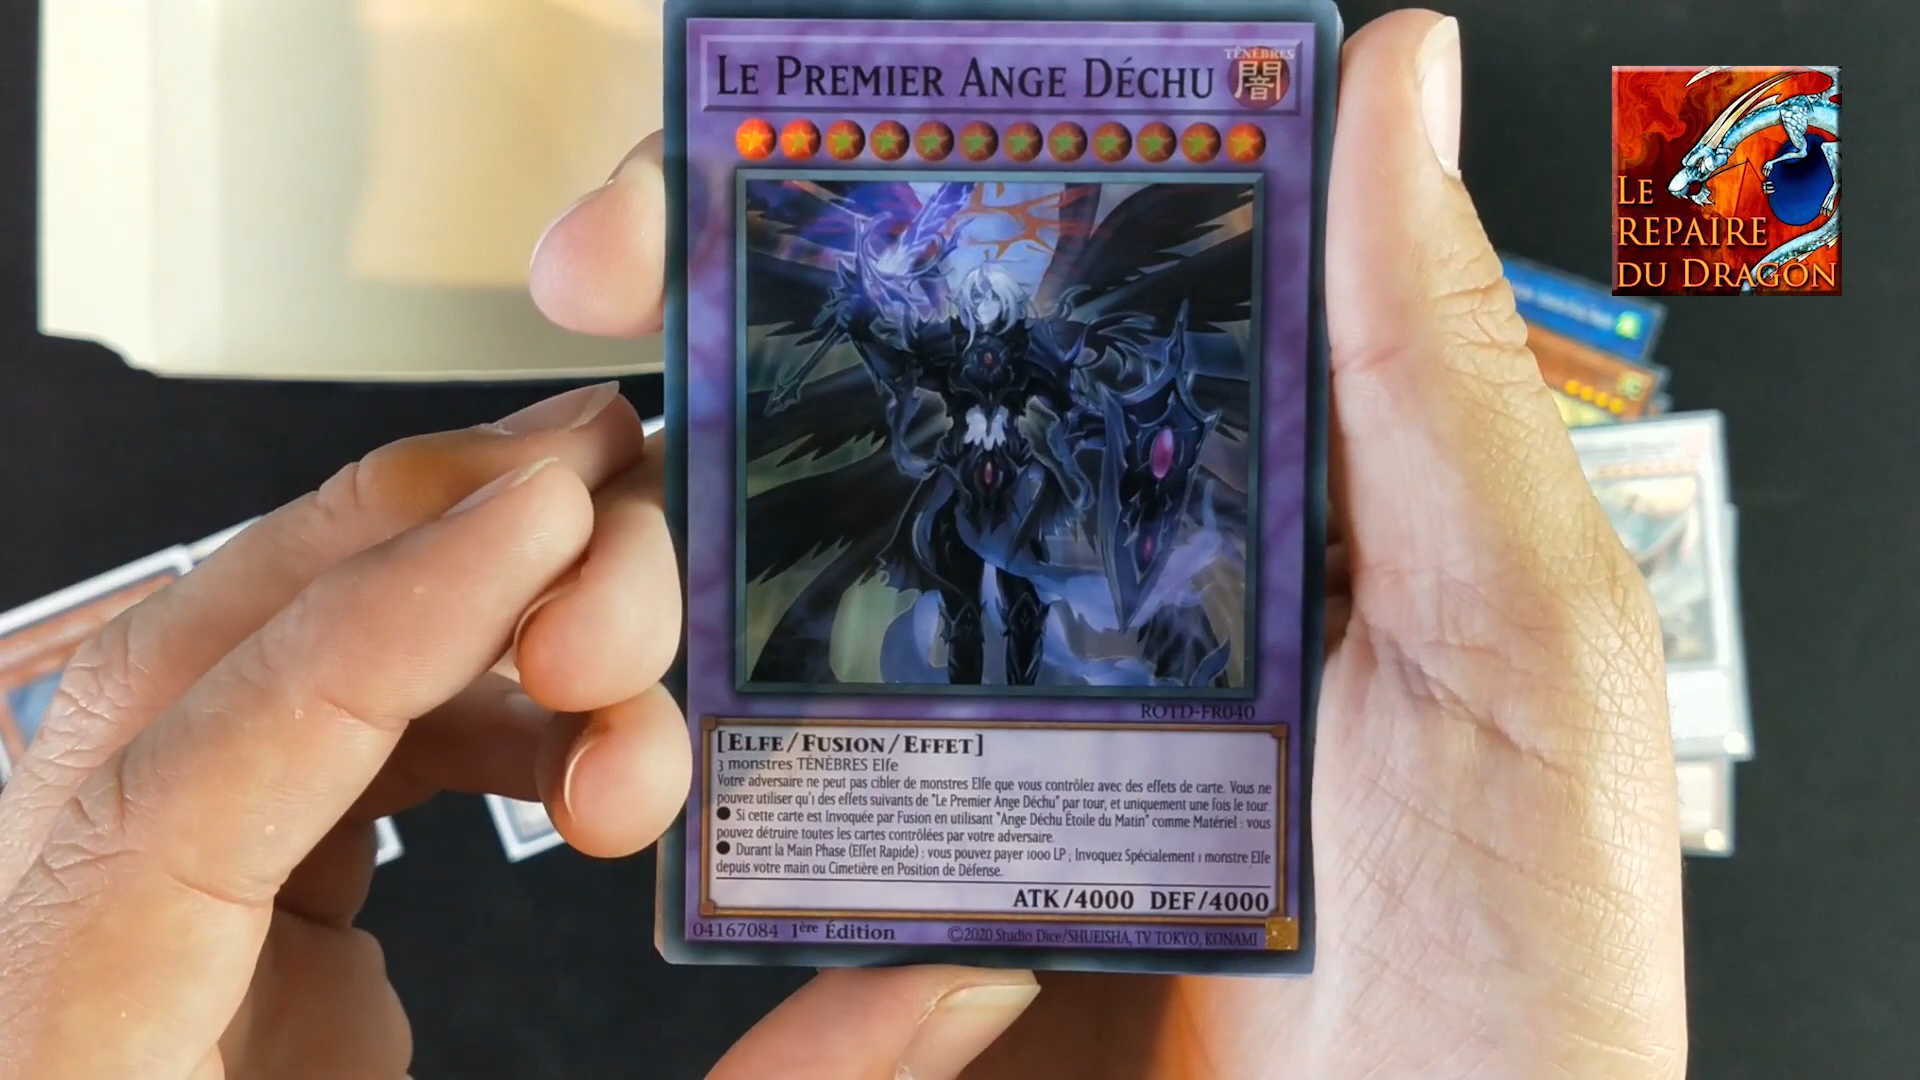 Le Premier Ange Déchu
TÉNÈBRES
闇
ROTD-FR040
[Elfe/Fusion/Effet]
3 monstres TÉNÈBRES Elfe
Votre adversaire ne peut pas cibler de monstres Elfe que vous contrôlez avec des effets de carte. Vous ne
pouvez utiliser qu'1 des effets suivants de "Le Premier Ange Déchu" par tour, et uniquement une fois le tour.
● Si cette carte est Invoquée par Fusion en utilisant "Ange Déchu Étoile du Matin" comme Matériel : vous
pouvez détruire toutes les cartes contrôlées par votre adversaire.
● Durant la Main Phase (Effet Rapide) : vous pouvez payer 1000 LP ; Invoquez Spécialement 1 monstre Elfe
depuis votre main ou Cimetière en Position de Défense.
ATK/4000 DEF/4000
04167084 1ère Édition
©2020 Studio Dice/SHUEISHA, TV TOKYO, KONAMI
Le
Repaire
du Dragon